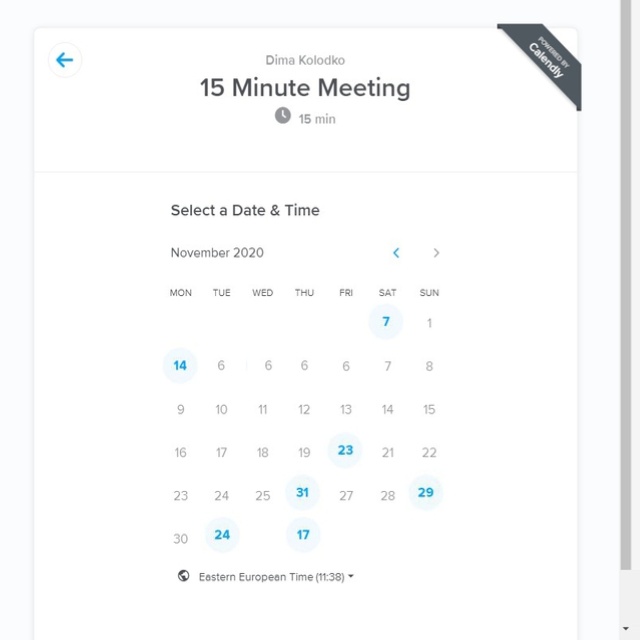 POWERED BY
Calendly
Dima Kolodko
15 Minute Meeting
15 min
Select a Date & Time
November 2020
MON TUE WED THU FRI SAT SUN
7 1
14 6 6 6 6 7 8
9 10 11 12 13 14 15
16 17 18 19 23 21 22
23 24 25 31 27 28 29
30 24 17
Eastern European Time (11:38)